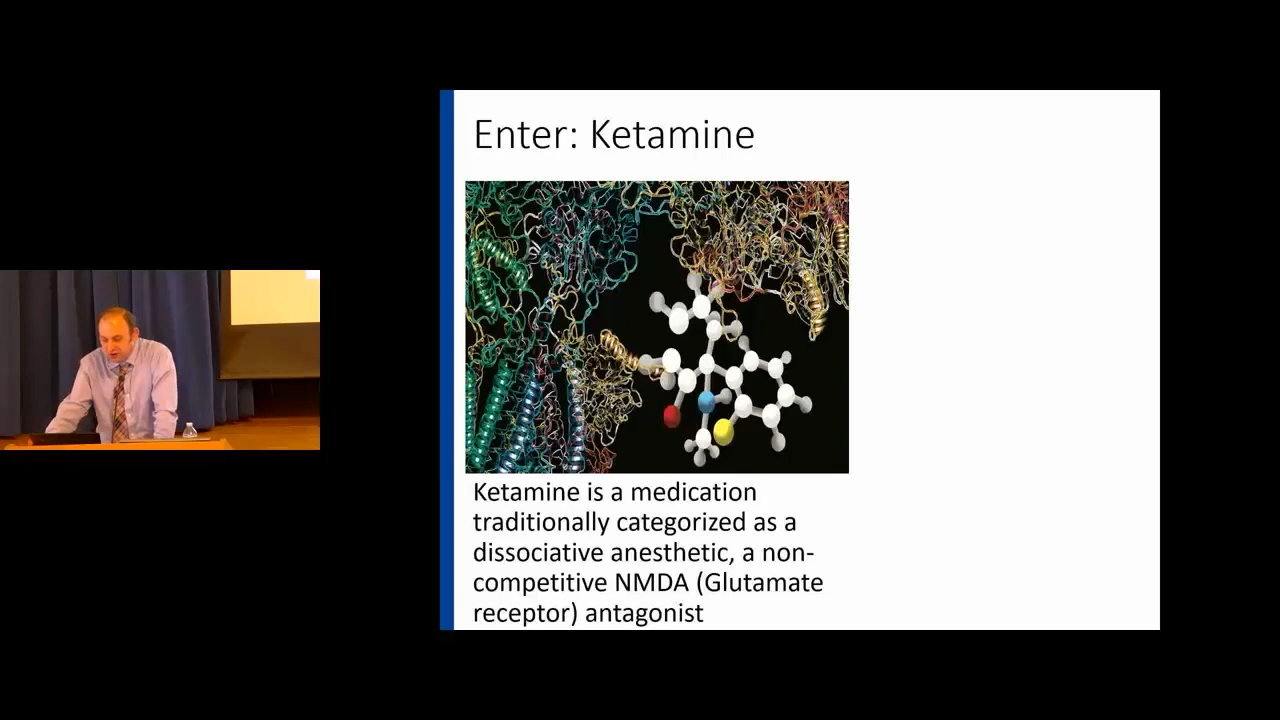 Enter: Ketamine
Ketamine is a medication
traditionally categorized as a
dissociative anesthetic, a non-
competitive NMDA (Glutamate
receptor) antagonist